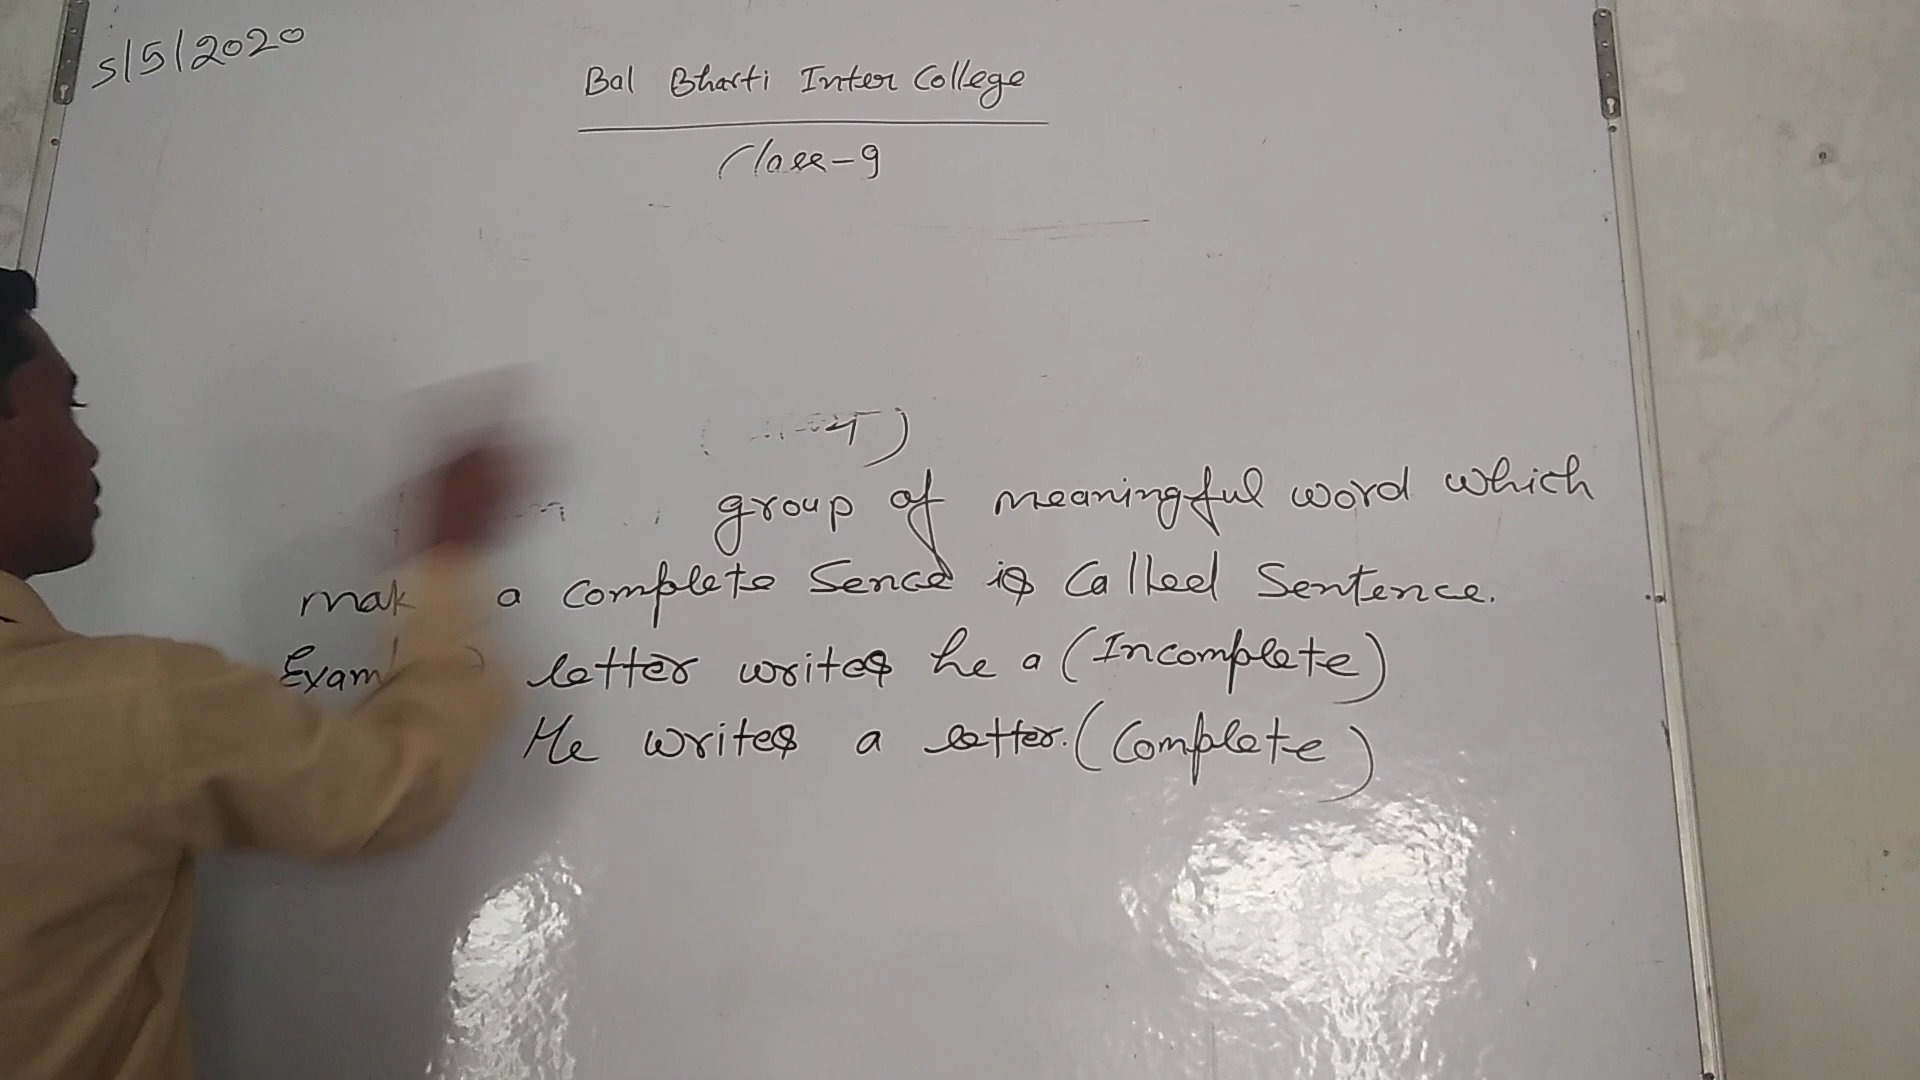 5/5/2020
Bal Bharti Inter College
Class-9
group of meaningful word which
mak a complete Sence is Called Sentence.
Exam letter writes he a (Incomplete)
He writes a letter. (Complete)